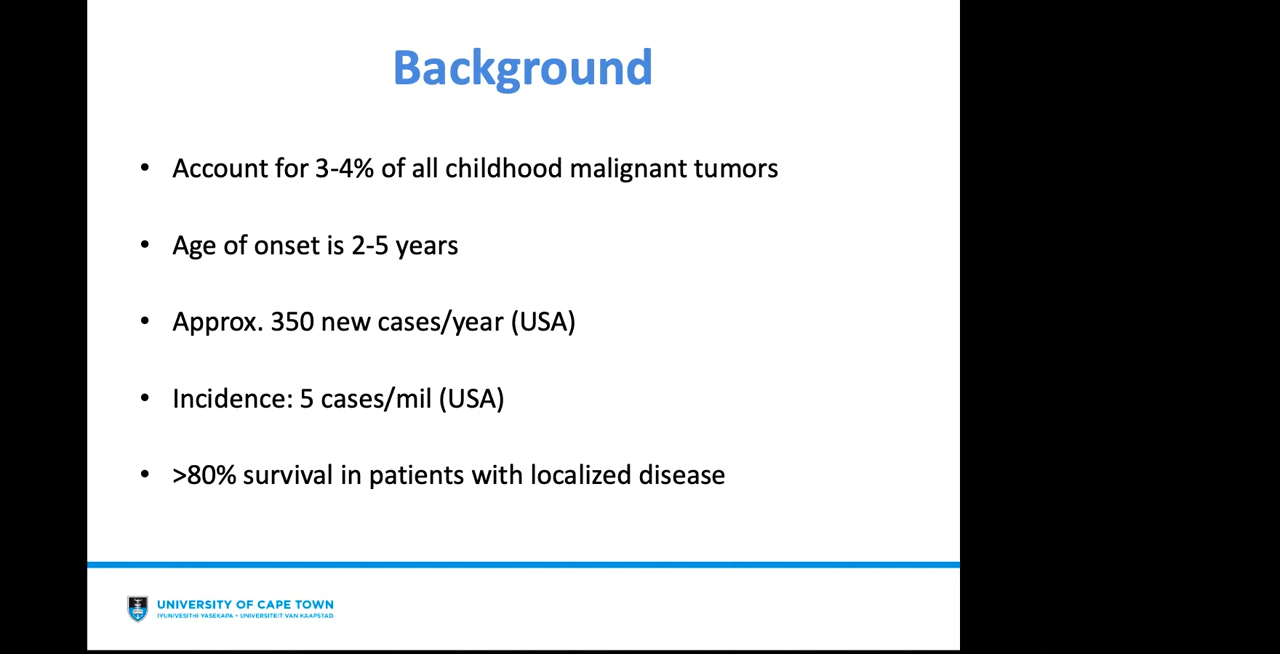 Background
• Account for 3-4% of all childhood malignant tumors
• Age of onset is 2-5 years
• Approx. 350 new cases/year (USA)
• Incidence: 5 cases/mil (USA)
• >80% survival in patients with localized disease
UNIVERSITY OF CAPE TOWN
IYUNIVESITHI YASEKAPA • UNIVERSITEIT VAN KAAPSTAD